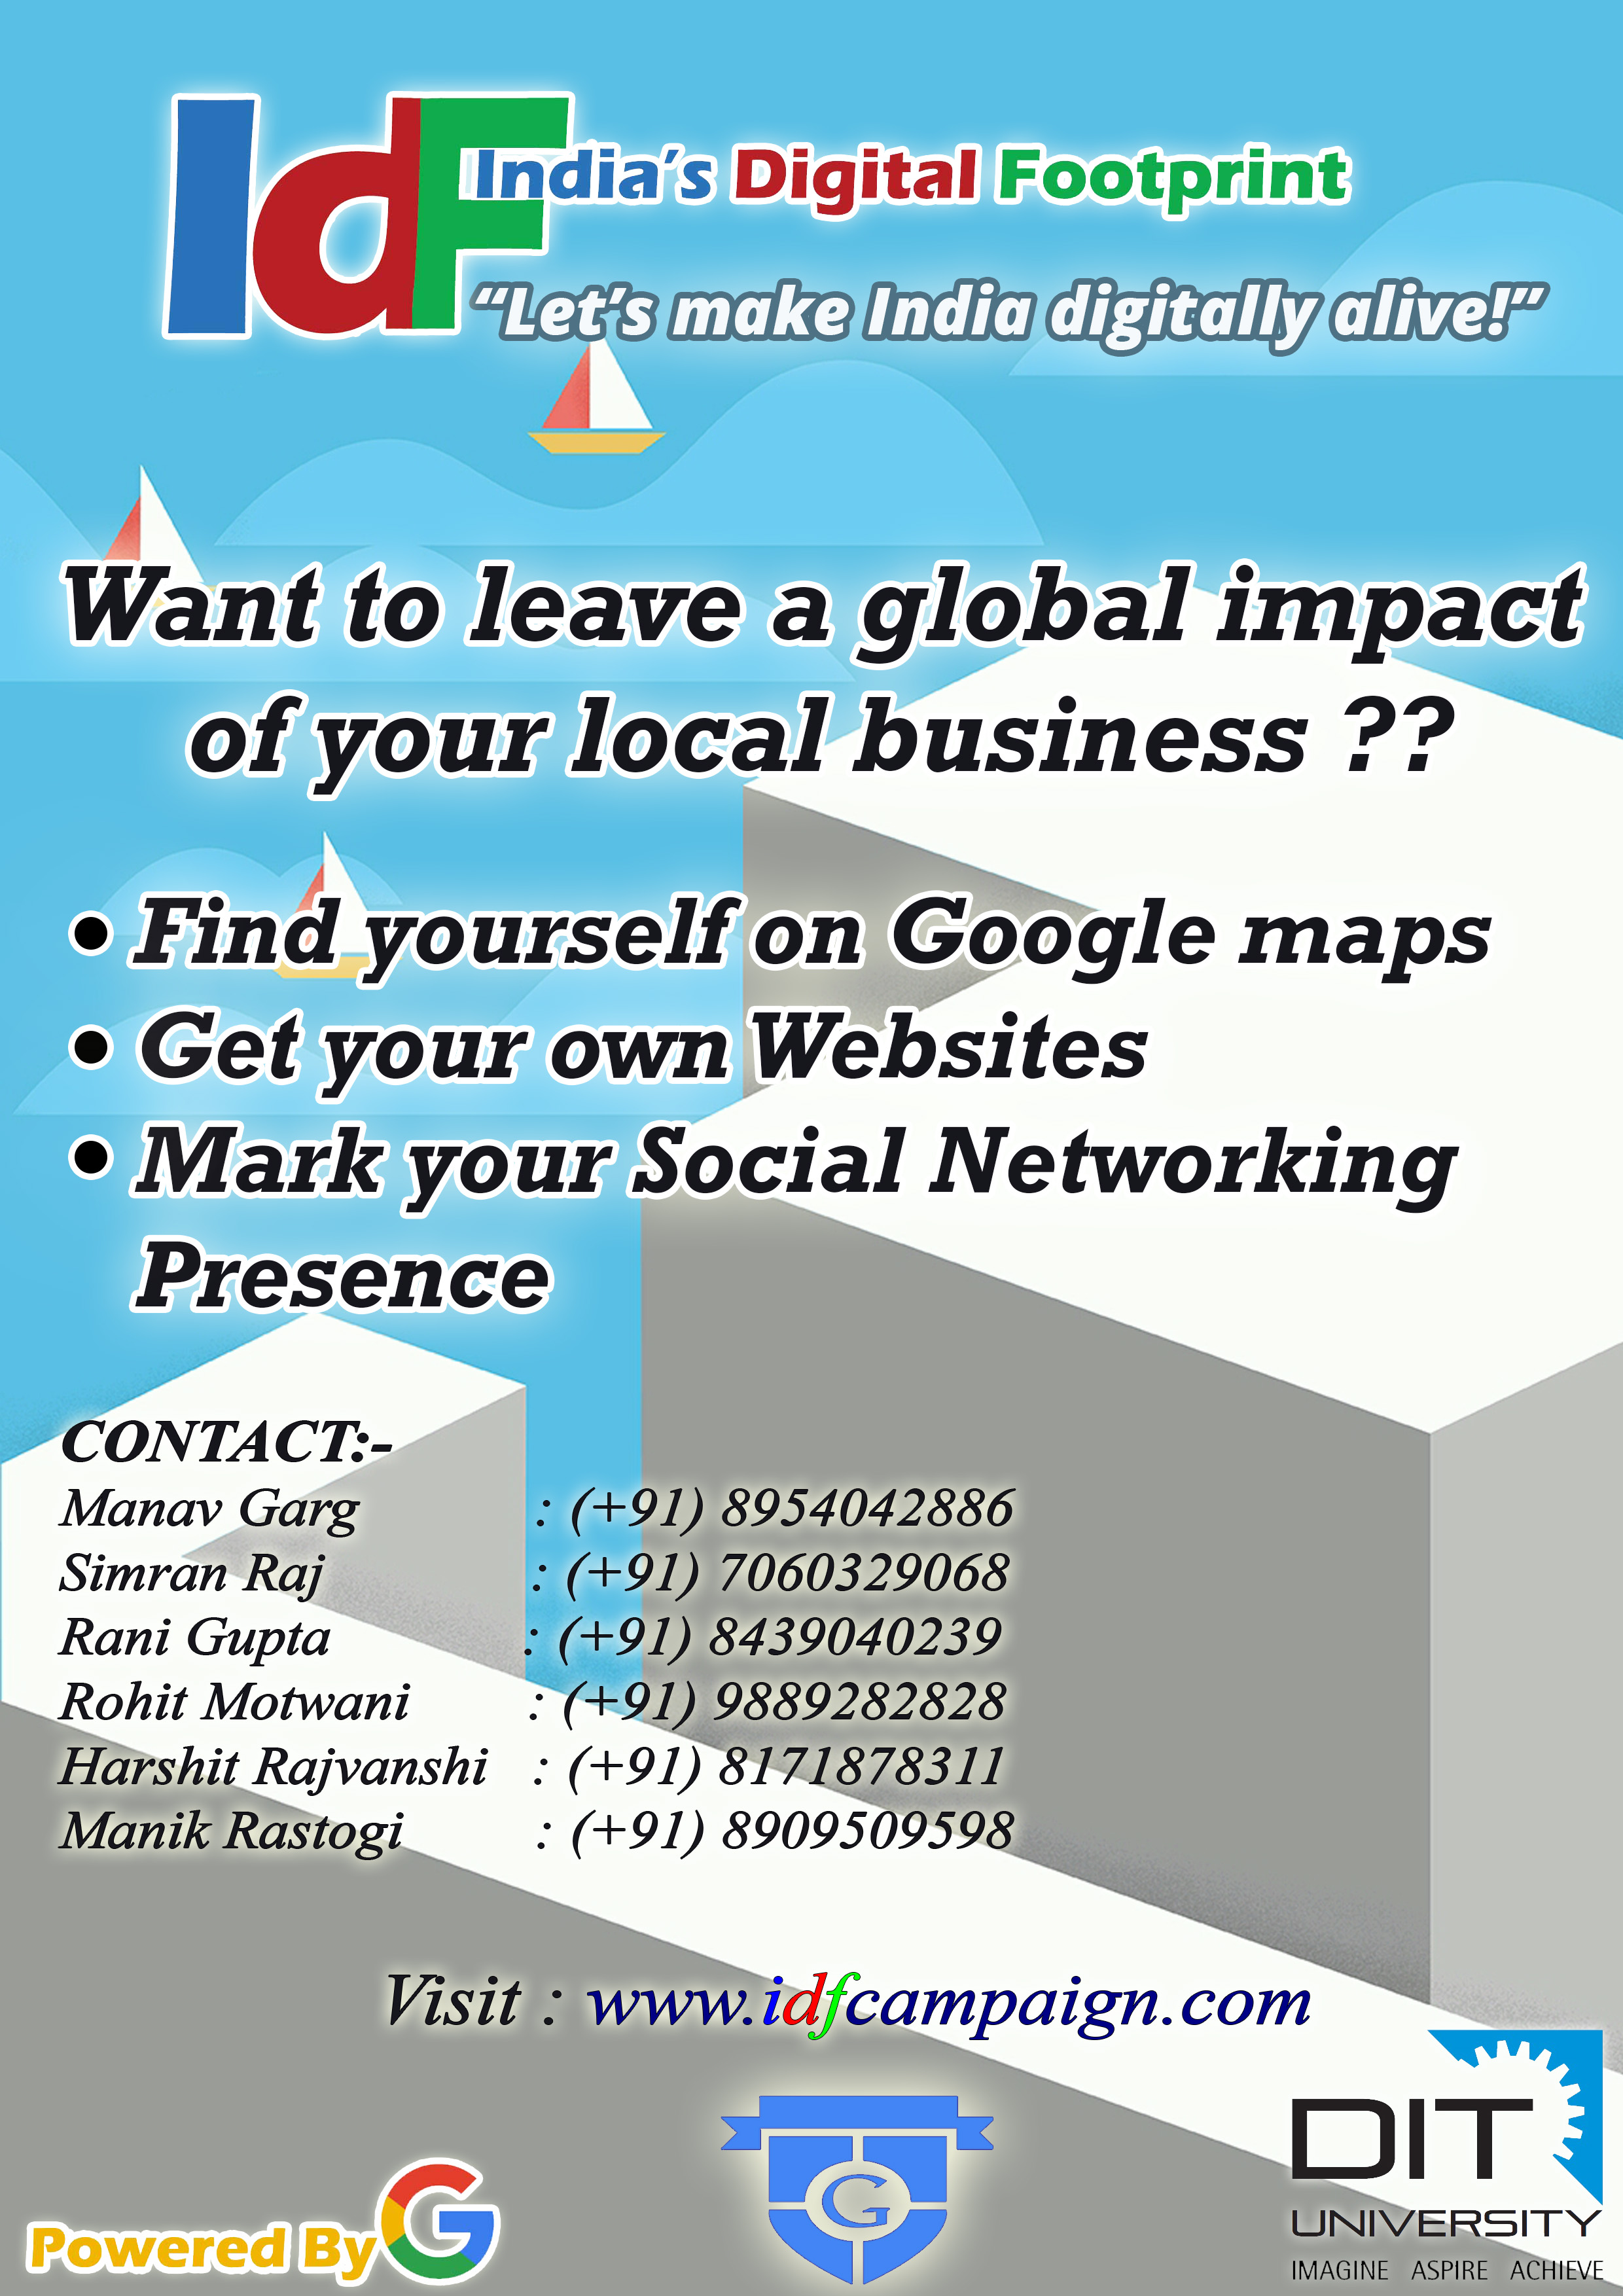 IdF
India's Digital Footprint
“Let's make India digitally alive!”
Want to leave a global impact
of your local business ??
• Find yourself on Google maps
• Get your own Websites
• Mark your Social Networking
Presence
CONTACT:-
Manav Garg : (+91) 8954042886
Simran Raj : (+91) 7060329068
Rani Gupta : (+91) 8439040239
Rohit Motwani : (+91) 9889282828
Harshit Rajvanshi : (+91) 8171878311
Manik Rastogi : (+91) 8909509598
Visit : www.idfcampaign.com
Powered By G
G
DIT
UNIVERSITY
IMAGINE ASPIRE ACHIEVE